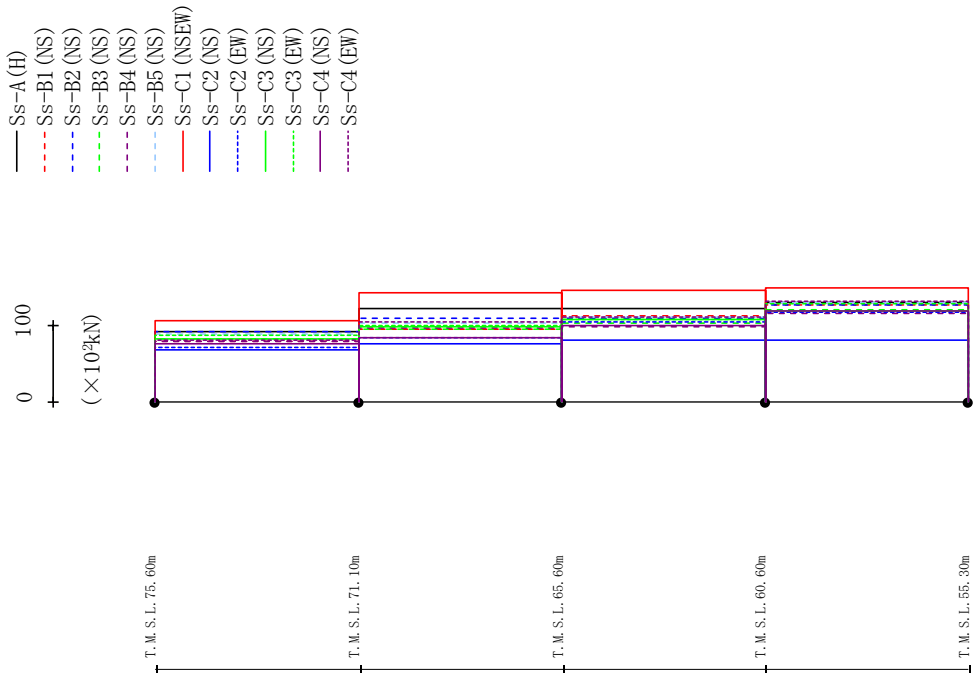 Ss-A(H)
Ss-B1(NS)
Ss-B2(NS)
Ss-B3(NS)
Ss-B4(NS)
Ss-B5(NS)
Ss-C1(NSEW)
Ss-C2(NS)
Ss-C2(EW)
Ss-C3(NS)
Ss-C3(EW)
Ss-C4(NS)
Ss-C4(EW)
0
100
(×10³kN)
T.M.S.L.75.60m
T.M.S.L.71.10m
T.M.S.L.65.60m
T.M.S.L.60.60m
T.M.S.L.55.30m